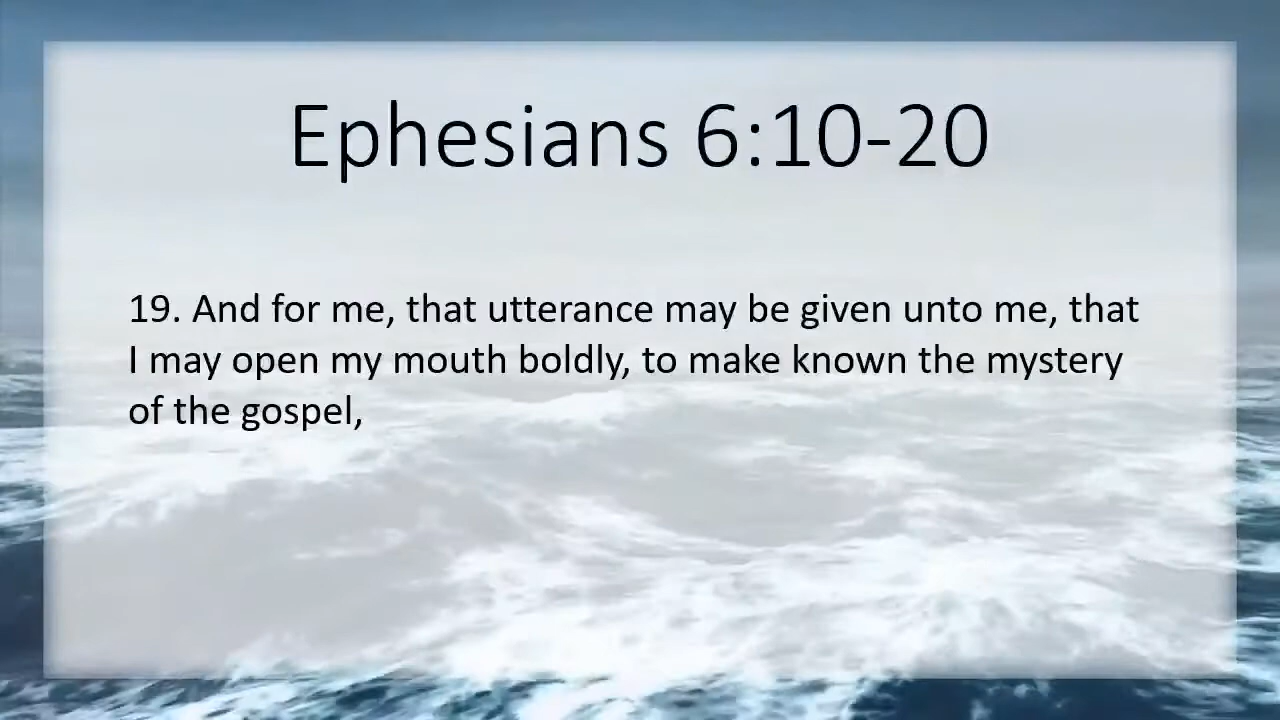 Ephesians 6:10-20
19. And for me, that utterance may be given unto me, that
I may open my mouth boldly, to make known the mystery
of the gospel,